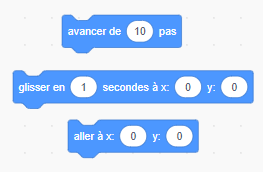 avancer de 10 pas
glisser en 1 secondes à x: 0 y: 0
aller à x: 0 y: 0